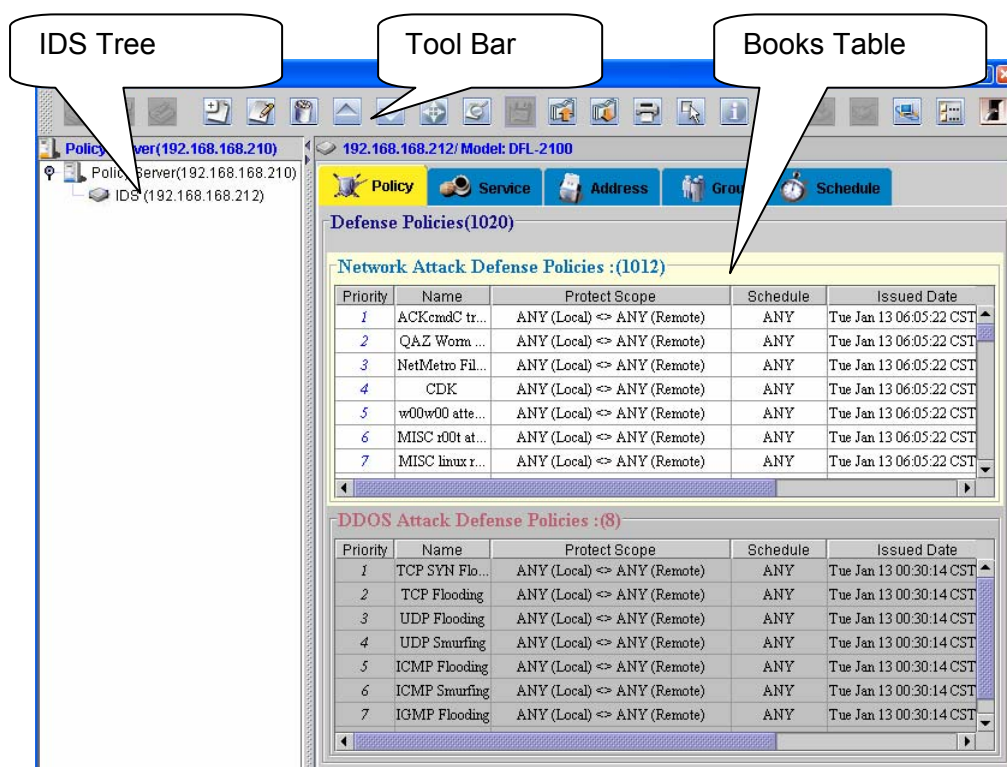 IDS Tree
Tool Bar
Books Table
192.168.168.212/ Model: DFL-2100
Server(192.168.168.210)
IDS (192.168.168.212)
Policy
Service
Address
Schedule
Defense Policies(1020)
Network Attack Defense Policies :(1012)
Priority Name Protect Scope Schedule Issued Date
1 ACKcmdC tr... ANY (Local) <> ANY (Remote) ANY Tue Jan 13 06:05:22 CST
2 QAZ Worm ... ANY (Local) <> ANY (Remote) ANY Tue Jan 13 06:05:22 CST
3 NetMetro Fil... ANY (Local) <> ANY (Remote) ANY Tue Jan 13 06:05:22 CST
4 CDK ANY (Local) <> ANY (Remote) ANY Tue Jan 13 06:05:22 CST
5 w00w00 atte... ANY (Local) <> ANY (Remote) ANY Tue Jan 13 06:05:22 CST
6 MISC r00t at... ANY (Local) <> ANY (Remote) ANY Tue Jan 13 06:05:22 CST
7 MISC linux r... ANY (Local) <> ANY (Remote) ANY Tue Jan 13 06:05:22 CST
DDOS Attack Defense Policies :(8)
Priority Name Protect Scope Schedule Issued Date
1 TCP SYN Flo... ANY (Local) <> ANY (Remote) ANY Tue Jan 13 00:30:14 CST
2 TCP Flooding ANY (Local) <> ANY (Remote) ANY Tue Jan 13 00:30:14 CST
3 UDP Flooding ANY (Local) <> ANY (Remote) ANY Tue Jan 13 00:30:14 CST
4 UDP Smurfing ANY (Local) <> ANY (Remote) ANY Tue Jan 13 00:30:14 CST
5 ICMP Flooding ANY (Local) <> ANY (Remote) ANY Tue Jan 13 00:30:14 CST
6 ICMP Smurfing ANY (Local) <> ANY (Remote) ANY Tue Jan 13 00:30:14 CST
7 IGMP Flooding ANY (Local) <> ANY (Remote) ANY Tue Jan 13 00:30:14 CST